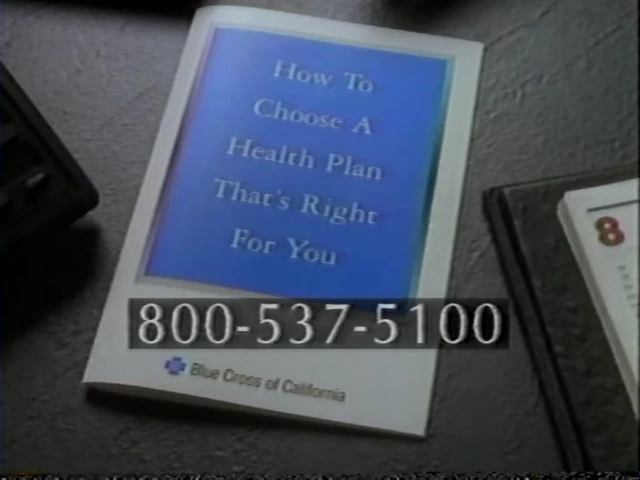 How To
Choose A
Health Plan
That's Right
For You
800-537-5100
Blue Cross of California
8